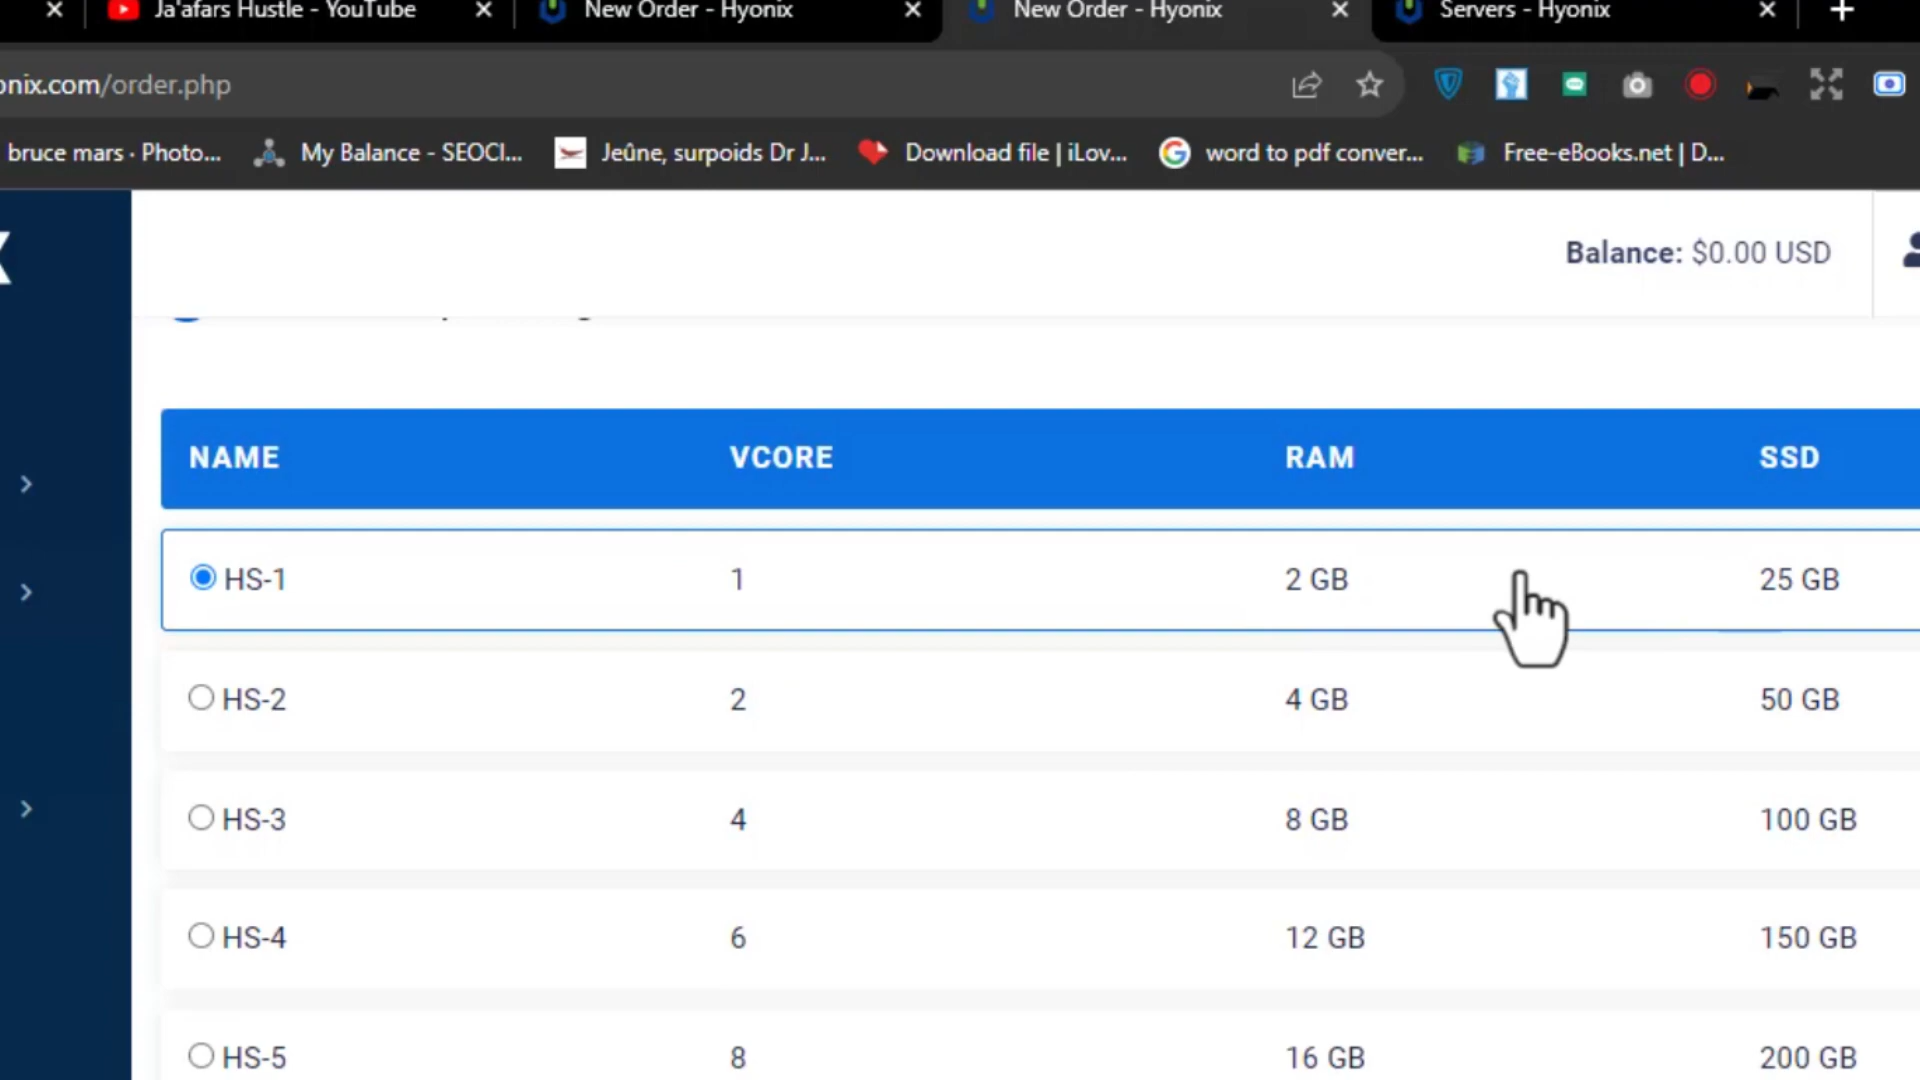 Ja'afars Hustle - YouTube
New Order - Hyonix
New Order - Hyonix
Servers - Hyonix
onix.com/order.php
bruce mars · Photo...
My Balance - SEOCl...
Jeûne, surpoids Dr J...
Download file | iLov...
word to pdf conver...
Free-eBooks.net | D...
Balance: $0.00 USD
NAME VCORE RAM SSD
HS-1 1 2 GB 25 GB
HS-2 2 4 GB 50 GB
HS-3 4 8 GB 100 GB
HS-4 6 12 GB 150 GB
HS-5 8 16 GB 200 GB